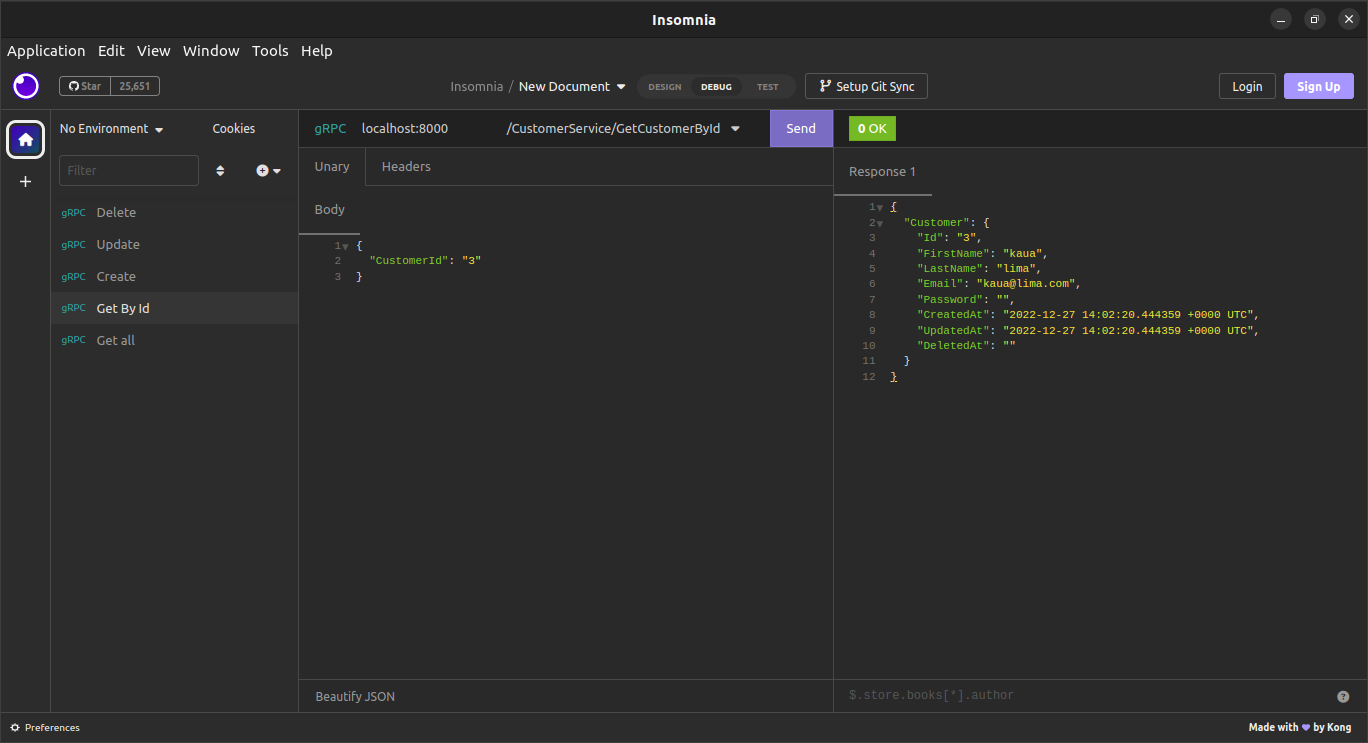 Insomnia
Application Edit View Window Tools Help
Star 25,651
Insomnia / New Document
DESIGN DEBUG TEST
Setup Git Sync
Login
Sign Up
No Environment
Cookies
Filter
gRPC Delete
gRPC Update
gRPC Create
gRPC Get By Id
gRPC Get all
gRPC localhost:8000 /CustomerService/GetCustomerById
Send
Unary Headers
Body
1 {
2 "CustomerId": "3"
3 }
0 OK
Response 1
1 {
2 "Customer": {
3 "Id": "3",
4 "FirstName": "kaua",
5 "LastName": "lima",
6 "Email": "kaua@lima.com",
7 "Password": "",
8 "CreatedAt": "2022-12-27 14:02:20.444359 +0000 UTC",
9 "UpdatedAt": "2022-12-27 14:02:20.444359 +0000 UTC",
10 "DeletedAt": ""
11 }
12 }
Beautify JSON
$.store.books[*].author
?
Preferences
Made with ♥ by Kong